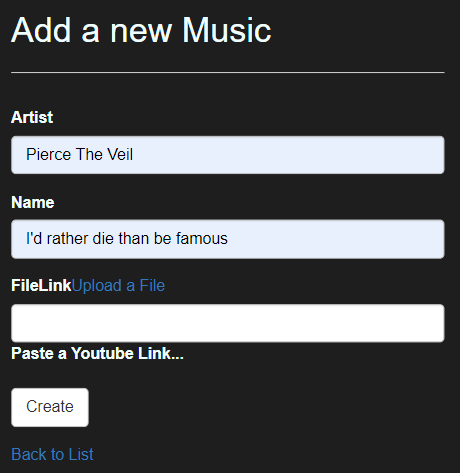 Add a new Music
Artist
Pierce The Veil
Name
I'd rather die than be famous
FileLinkUpload a File
Paste a Youtube Link...
Create
Back to List